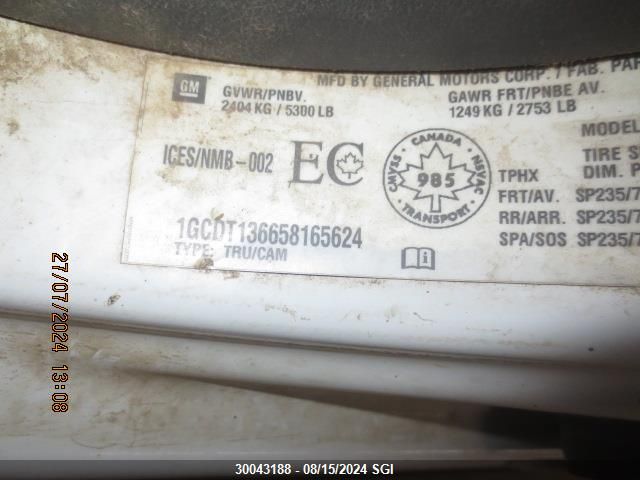 MFD BY GENERAL MOTORS CORP. / FAB. PAR
GM
GVWR/PNBV.
2404 KG / 5300 LB
GAWR FRT/PNBE AV.
1249 KG / 2753 LB
MODEL
ICES/NMB-002
EC
CANADA
CMVSS
985
NSVAC
TRANSPORT
TIRE S
TPHX
DIM. P
FRT/AV. SP235/7
RR/ARR. SP235/7
SPA/SOS SP235/7
1GCDT136658165624
TYPE: TRU/CAM
27/07/2024 13:08
30043188 - 08/15/2024 SGI